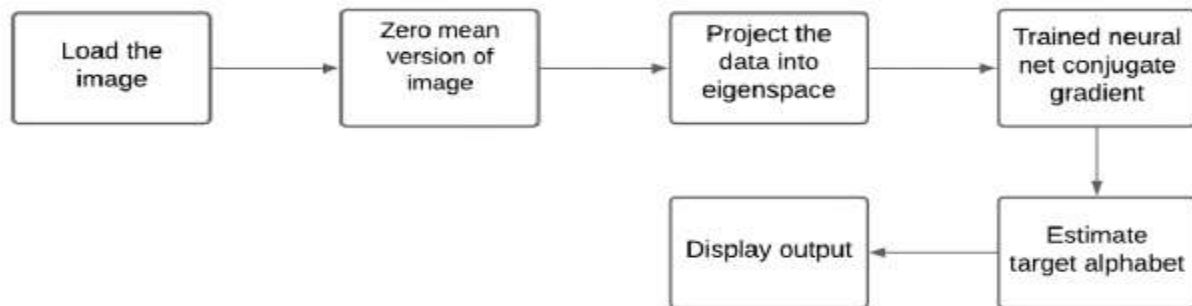 Load the
image
Zero mean
version of
image
Project the
data into
eigenspace
Trained neural
net conjugate
gradient
Estimate
target alphabet
Display output